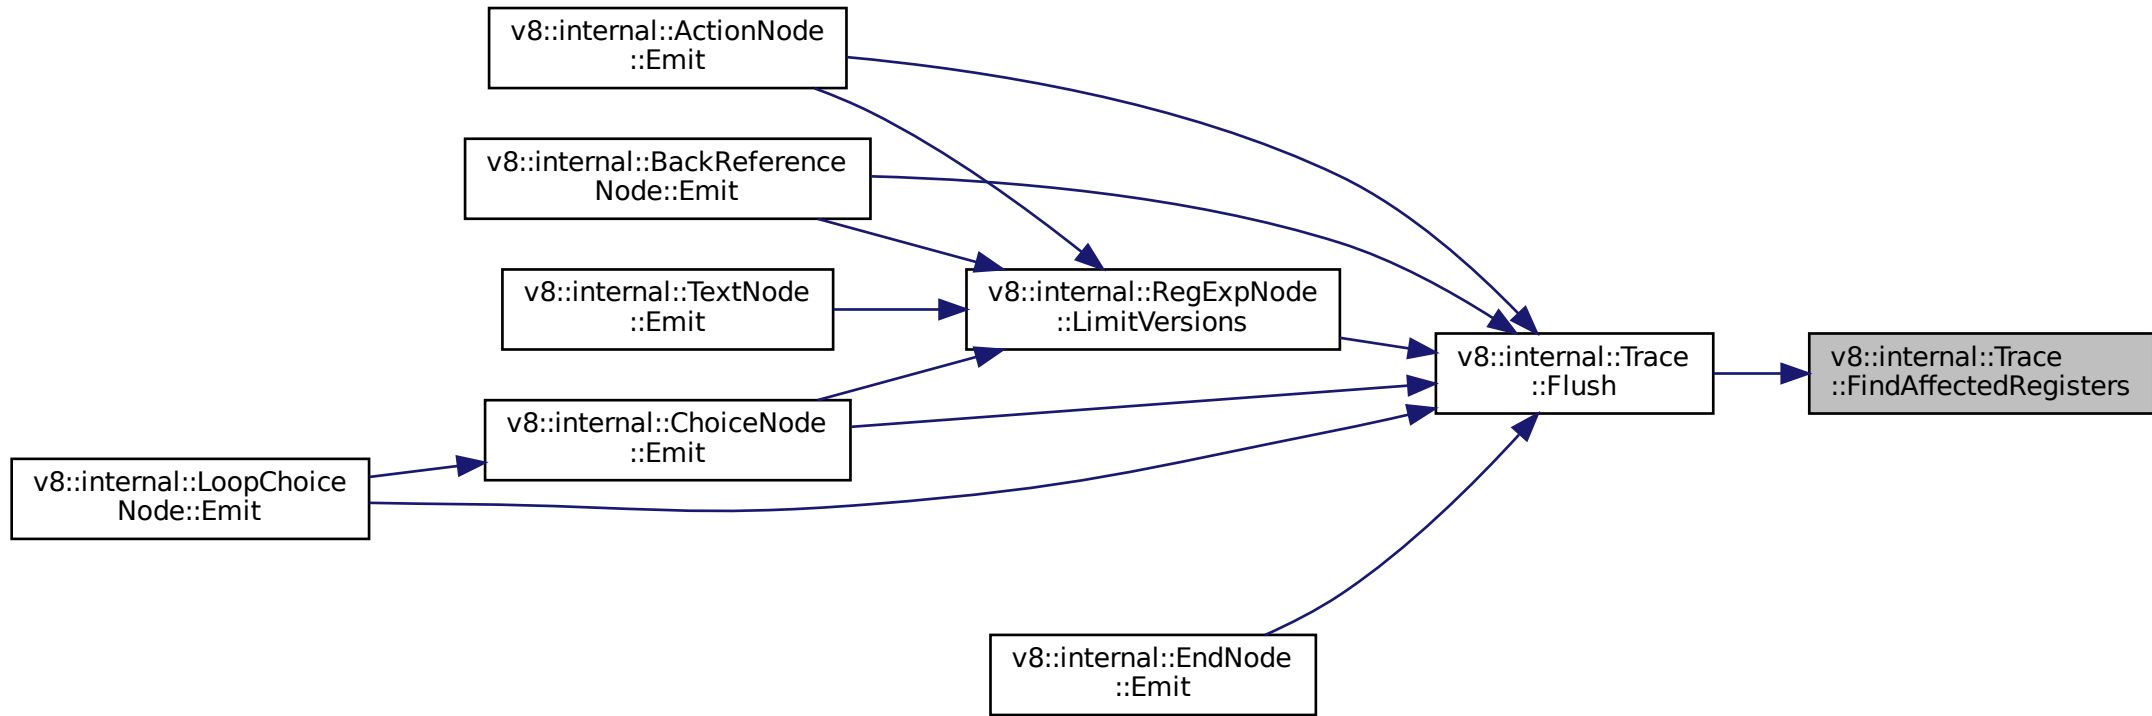 v8::internal::ActionNode
::Emit
v8::internal::BackReference
Node::Emit
v8::internal::TextNode
::Emit
v8::internal::RegExpNode
::LimitVersions
v8::internal::Trace
::Flush
v8::internal::Trace
::FindAffectedRegisters
v8::internal::ChoiceNode
::Emit
v8::internal::LoopChoice
Node::Emit
v8::internal::EndNode
::Emit